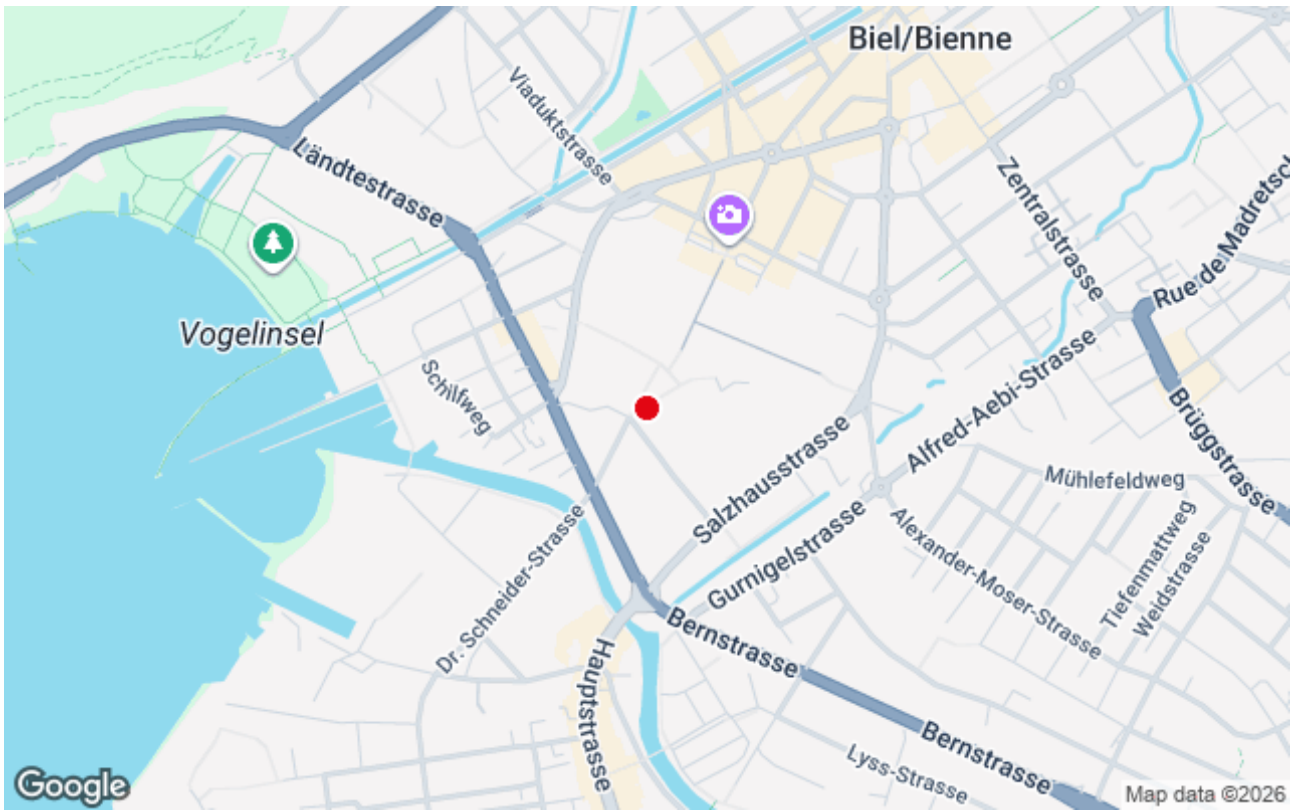 Biel/Bienne
Viaduktstrasse
Ländtestrasse
Zentralstrasse
Rue de Madretsch
Vogelinsel
Schilfweg
Alfred-Aebi-Strasse
Brüggstrasse
Salzhausstrasse
Mühlefeldweg
Dr. Schneider-Strasse
Gurnigelstrasse
Alexander-Moser-Strasse
Tiefenmattweg
Weidstrasse
Bernstrasse
Hauptstrasse
Bernstrasse
Lyss-Strasse
Google
Map data ©2026